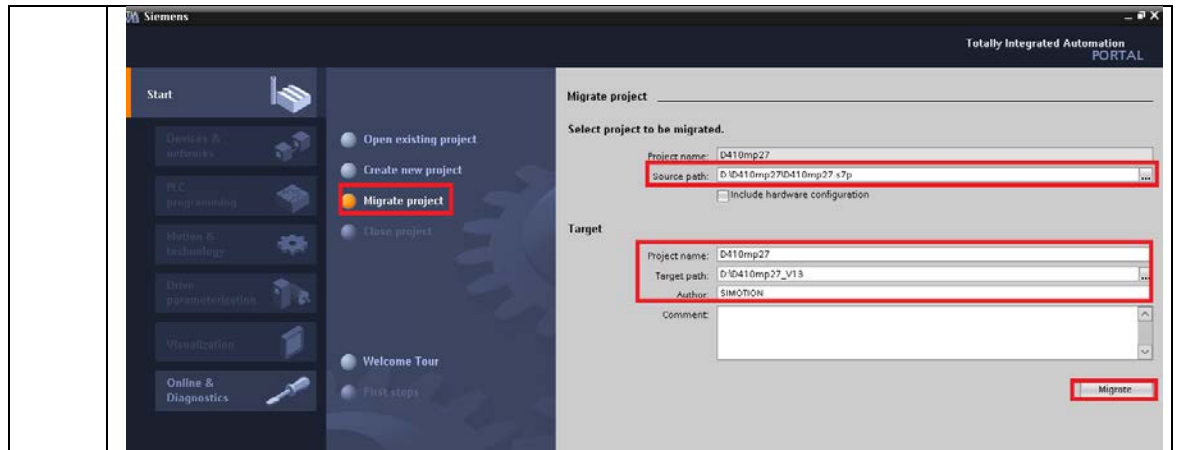 Siemens
Totally Integrated Automation
PORTAL
Start
Devices &
networks
PLC
programming
Motion &
technology
Drive
parameterization
Visualization
Online &
Diagnostics
Open existing project
Create new project
Migrate project
Close project
Welcome Tour
First steps
Migrate project
Select project to be migrated.
Project name: D410mp27
Source path: D:\D410mp27\D410mp27.s7p ...
Include hardware configuration
Target
Project name: D410mp27
Target path: D:\D410mp27_V13 ...
Author: SIMOTION
Comment:
Migrate